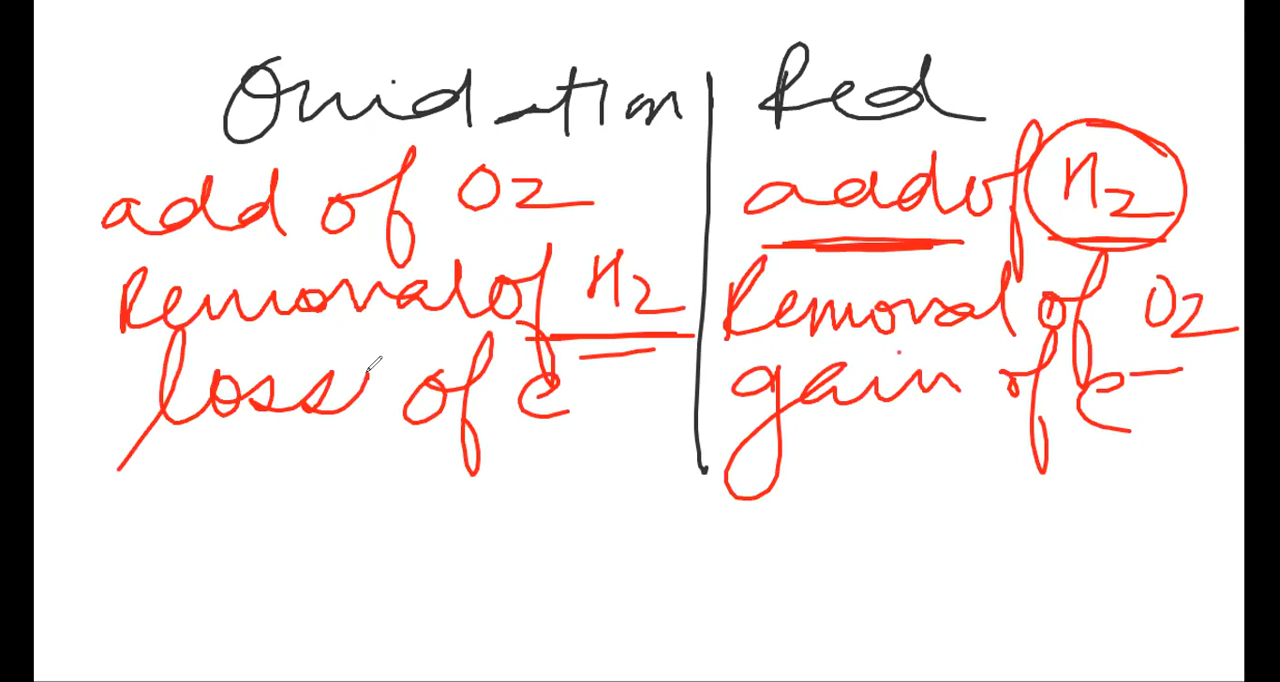 Oxidation | Red
add of O2
Removal of H2
loss of e
add of H2
Removal of O2
gain of e-